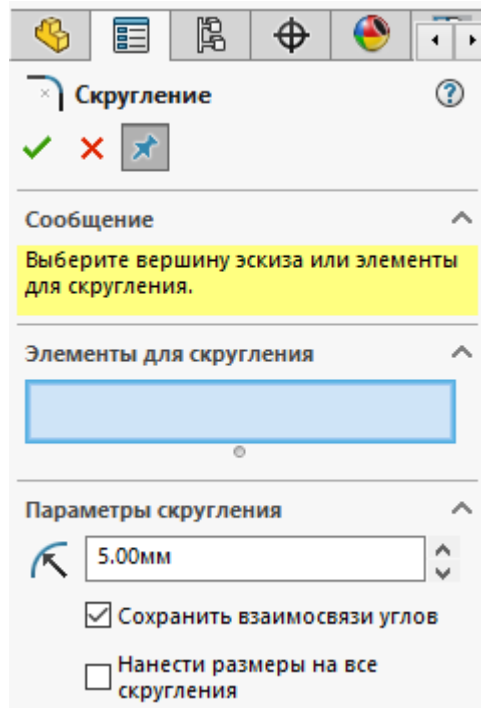 Скругление
Сообщение
Выберите вершину эскиза или элементы
для скругления.
Элементы для скругления
Параметры скругления
5.00мм
Сохранить взаимосвязи углов
Нанести размеры на все
скругления